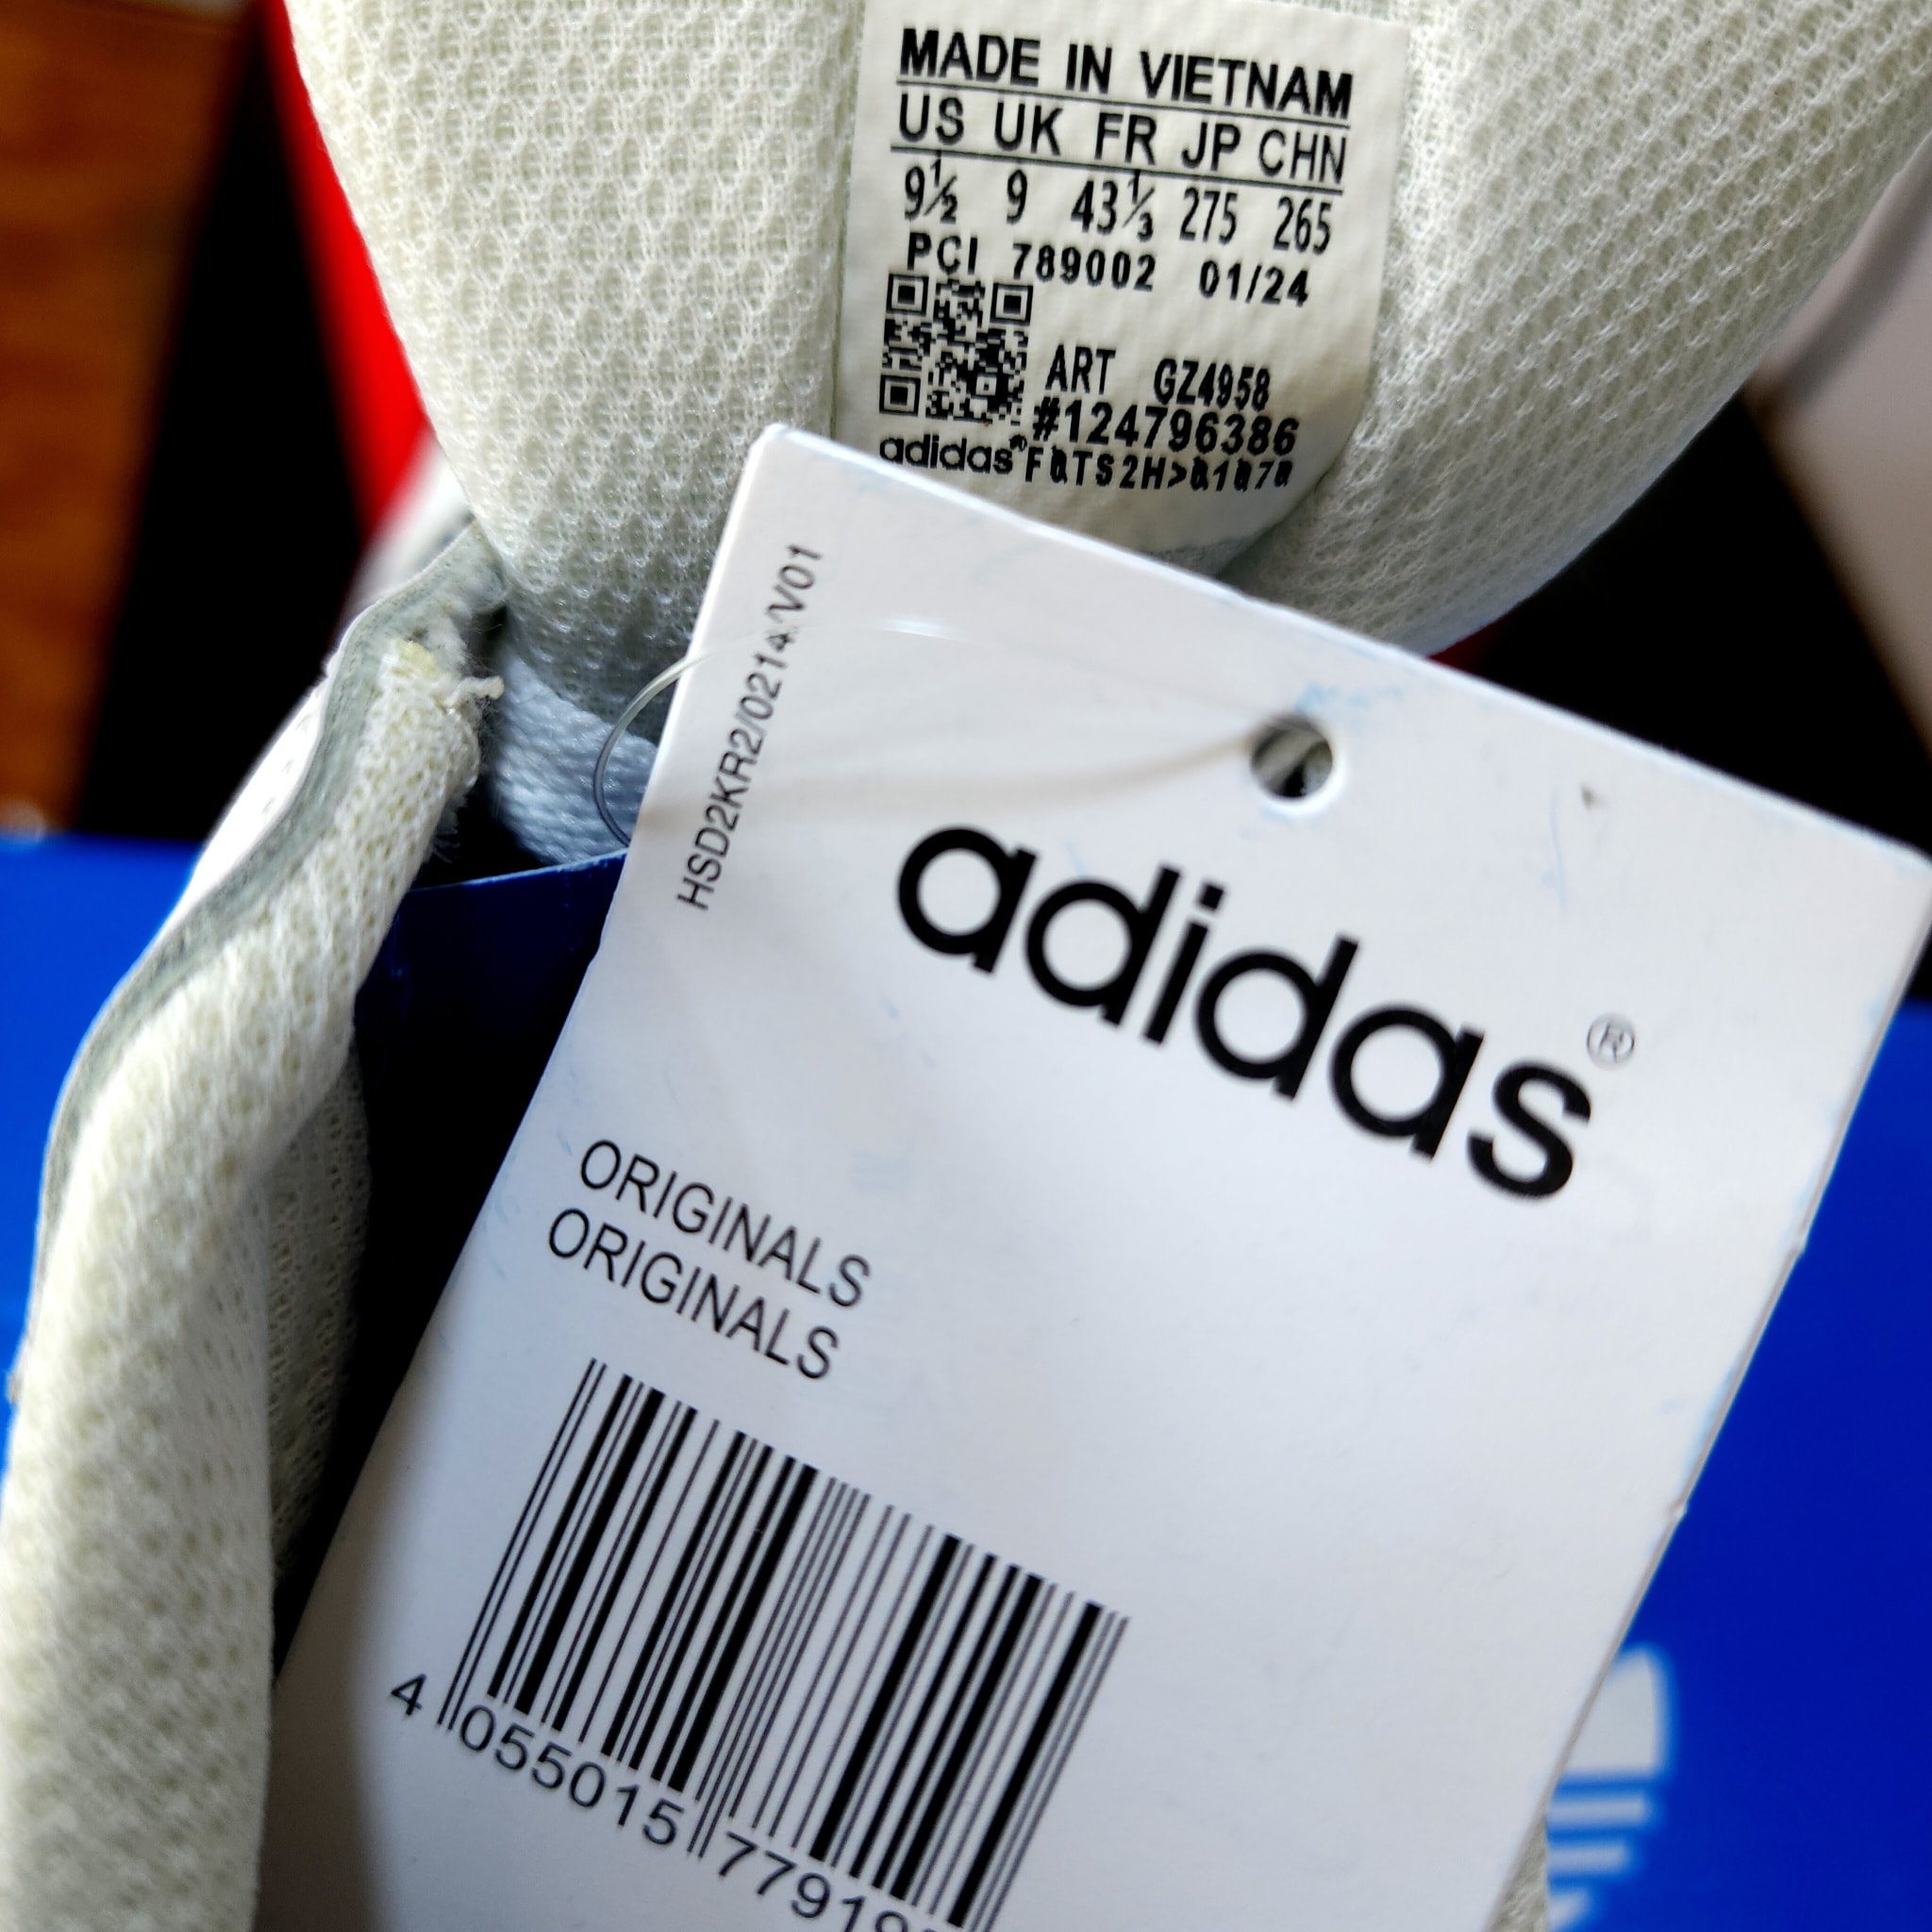 MADE IN VIETNAM
US UK FR JP CHN
9½ 9 43⅓ 275 265
PCI 789002 01/24
ART GZ4958
#124796386
adidas®
HSD2KR2/0214/V01
adidas®
ORIGINALS
ORIGINALS
4 055015 77919